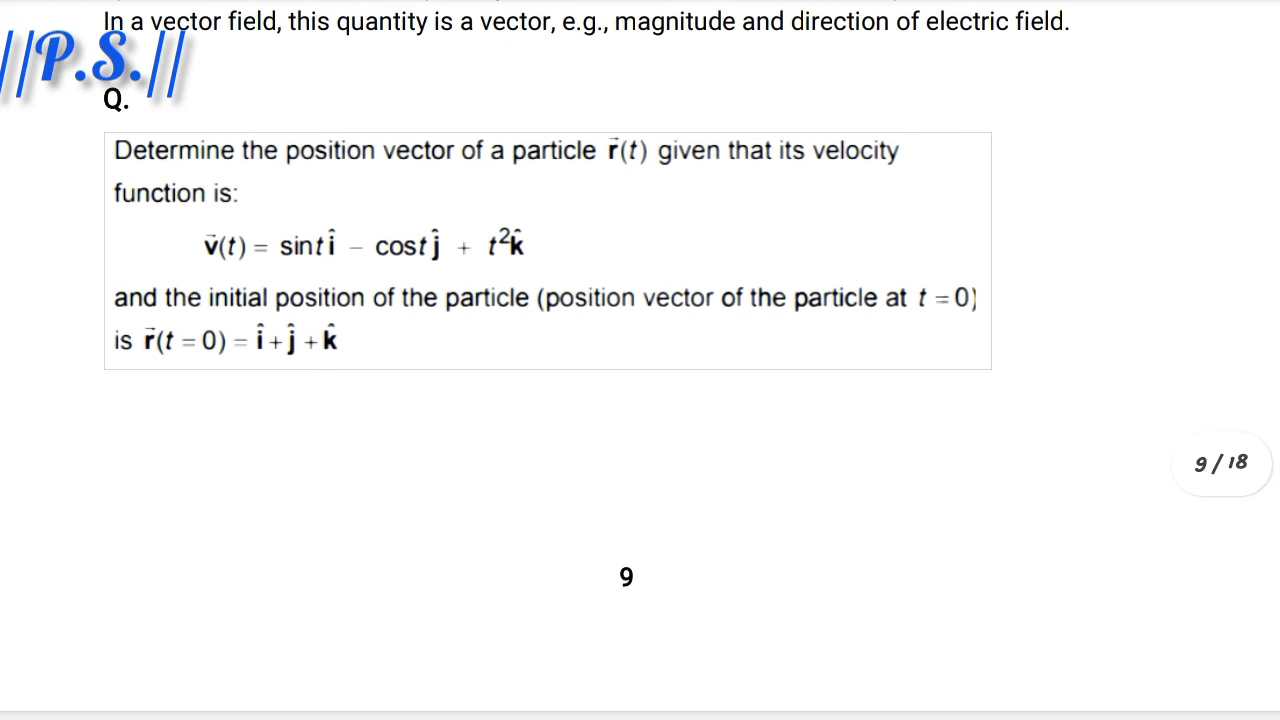 In a vector field, this quantity is a vector, e.g., magnitude and direction of electric field.
//P.S.//
Q.
Determine the position vector of a particle r⃗(t) given that its velocity
function is:
v⃗(t) = sint î − cost ĵ + t²k̂
and the initial position of the particle (position vector of the particle at t = 0)
is r⃗(t = 0) = î + ĵ + k̂
9 / 18
9